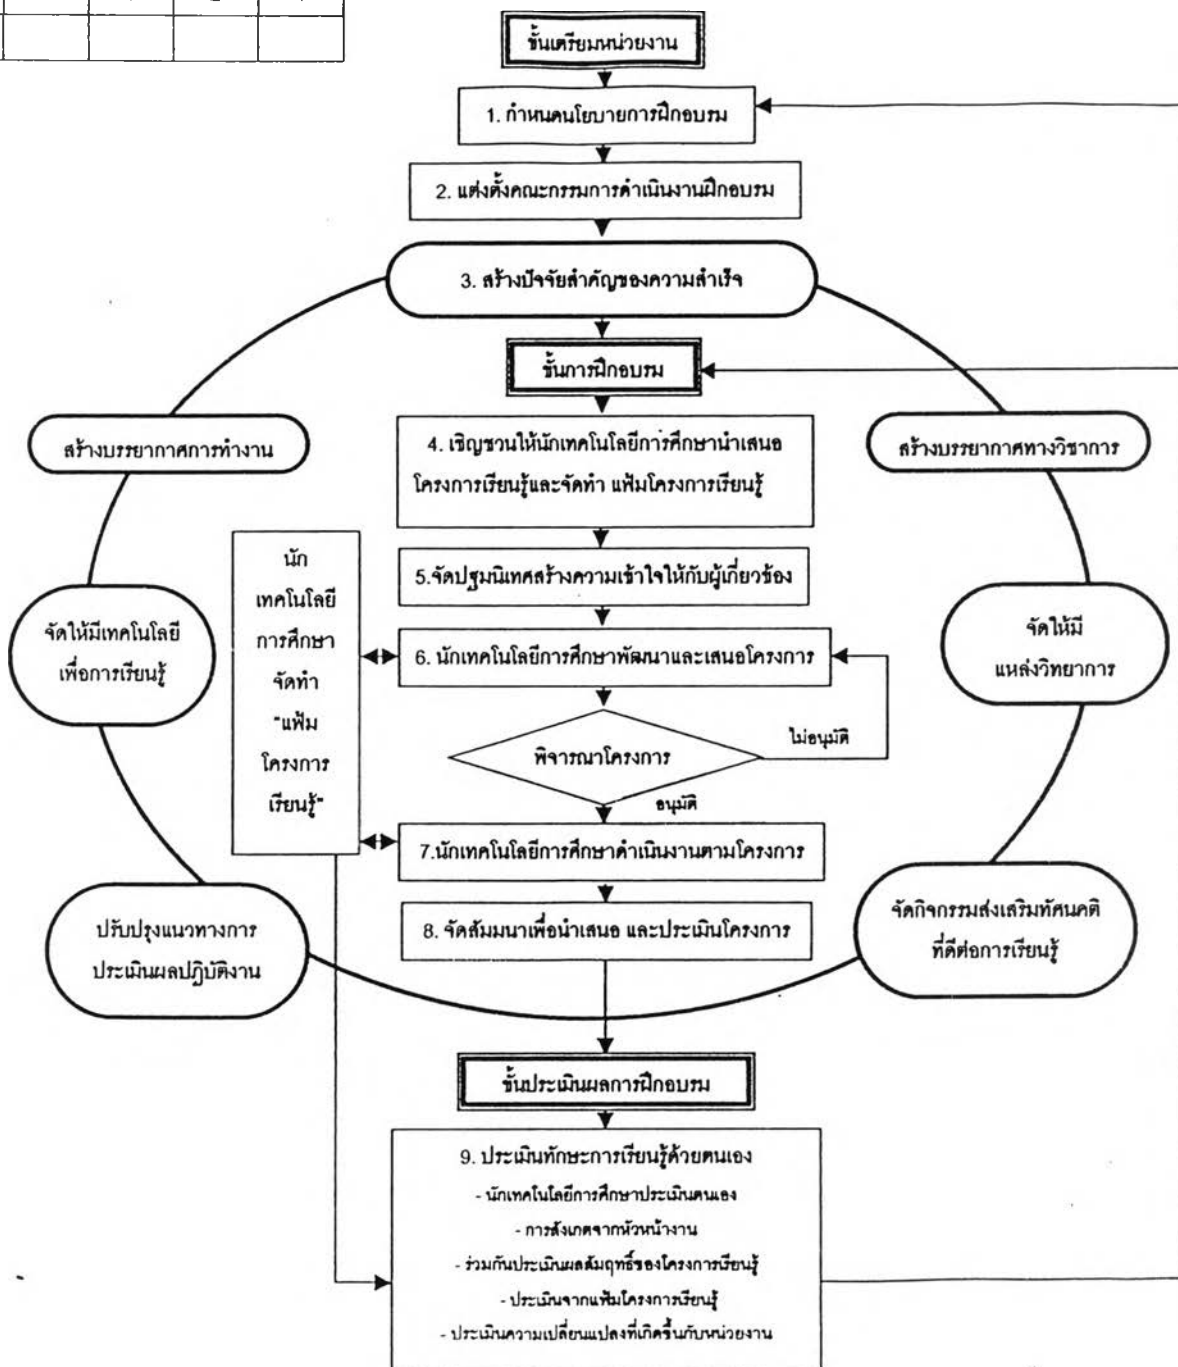 ขั้นเตรียมหน่วยงาน
1. กำหนดนโยบายการฝึกอบรม
2. แต่งตั้งคณะกรรมการดำเนินงานฝึกอบรม
3. สร้างปัจจัยสำคัญของความสำเร็จ
ขั้นการฝึกอบรม
สร้างบรรยากาศการทำงาน
4. เชิญชวนให้นักเทคโนโลยีการศึกษานำเสนอ
โครงการเรียนรู้และจัดทำ แฟ้มโครงการเรียนรู้
สร้างบรรยากาศทางวิชาการ
นัก
เทคโนโลยี
การศึกษา
จัดทำ
"แฟ้ม
โครงการ
เรียนรู้"
5.จัดปฐมนิเทศสร้างความเข้าใจให้กับผู้เกี่ยวข้อง
จัดให้มีเทคโนโลยี
เพื่อการเรียนรู้
6. นักเทคโนโลยีการศึกษาพัฒนาและเสนอโครงการ
จัดให้มี
แหล่งวิทยาการ
พิจารณาโครงการ
ไม่อนุมัติ
อนุมัติ
7.นักเทคโนโลยีการศึกษาดำเนินงานตามโครงการ
ปรับปรุงแนวทางการ
ประเมินผลปฏิบัติงาน
8. จัดสัมมนาเพื่อนำเสนอ และประเมินโครงการ
จัดกิจกรรมส่งเสริมทัศนคติ
ที่ดีต่อการเรียนรู้
ขั้นประเมินผลการฝึกอบรม
9. ประเมินทักษะการเรียนรู้ด้วยตนเอง
- นักเทคโนโลยีการศึกษาประเมินตนเอง
- การสังเกตจากหัวหน้างาน
- ร่วมกันประเมินผลสัมฤทธิ์ของโครงการเรียนรู้
- ประเมินจากแฟ้มโครงการเรียนรู้
- ประเมินความเปลี่ยนแปลงที่เกิดขึ้นกับหน่วยงาน